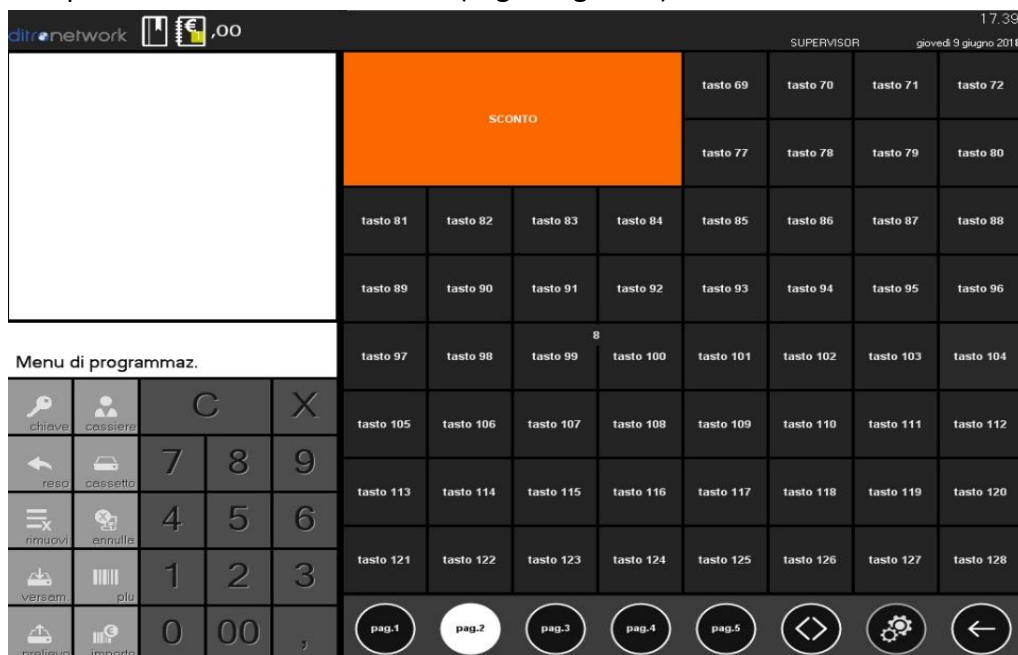 17.39
ditronetwork
,00
SUPERVISOR
giovedì 9 giugno
SCONTO
tasto 69 tasto 70 tasto 71 tasto 72
tasto 77 tasto 78 tasto 79 tasto 80
tasto 81 tasto 82 tasto 83 tasto 84 tasto 85 tasto 86 tasto 87 tasto 88
tasto 89 tasto 90 tasto 91 tasto 92 tasto 93 tasto 94 tasto 95 tasto 96
8
tasto 97 tasto 98 tasto 99 tasto 100 tasto 101 tasto 102 tasto 103 tasto 104
tasto 105 tasto 106 tasto 107 tasto 108 tasto 109 tasto 110 tasto 111 tasto 112
tasto 113 tasto 114 tasto 115 tasto 116 tasto 117 tasto 118 tasto 119 tasto 120
tasto 121 tasto 122 tasto 123 tasto 124 tasto 125 tasto 126 tasto 127 tasto 128
pag.1 pag.2 pag.3 pag.4 pag.5
Menu di programmaz.
chiave cassiere C X
reso cassetto 7 8 9
rimuovi annulla 4 5 6
versam. plu 1 2 3
prelievo importo 0 00 ,